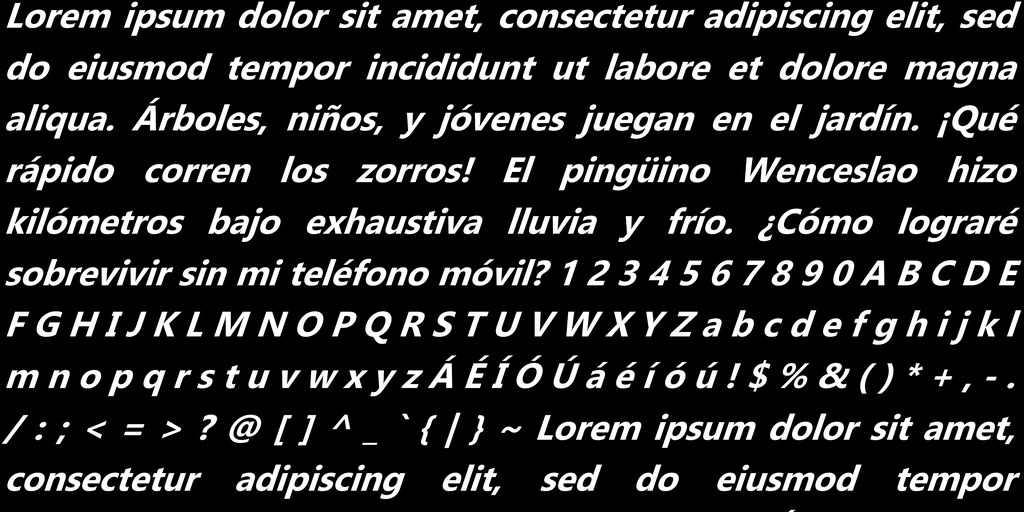 Lorem ipsum dolor sit amet, consectetur adipiscing elit, sed
do eiusmod tempor incididunt ut labore et dolore magna
aliqua. Árboles, niños, y jóvenes juegan en el jardín. ¡Qué
rápido corren los zorros! El pingüino Wenceslao hizo
kilómetros bajo exhaustiva lluvia y frío. ¿Cómo lograré
sobrevivir sin mi teléfono móvil? 1 2 3 4 5 6 7 8 9 0 A B C D E
F G H I J K L M N O P Q R S T U V W X Y Z a b c d e f g h i j k l
m n o p q r s t u v w x y z Á É Í Ó Ú á é í ó ú ! $ % & ( ) * + , - .
/ : ; < = > ? @ [ ] ^ _ ` { | } ~ Lorem ipsum dolor sit amet,
consectetur adipiscing elit, sed do eiusmod tempor